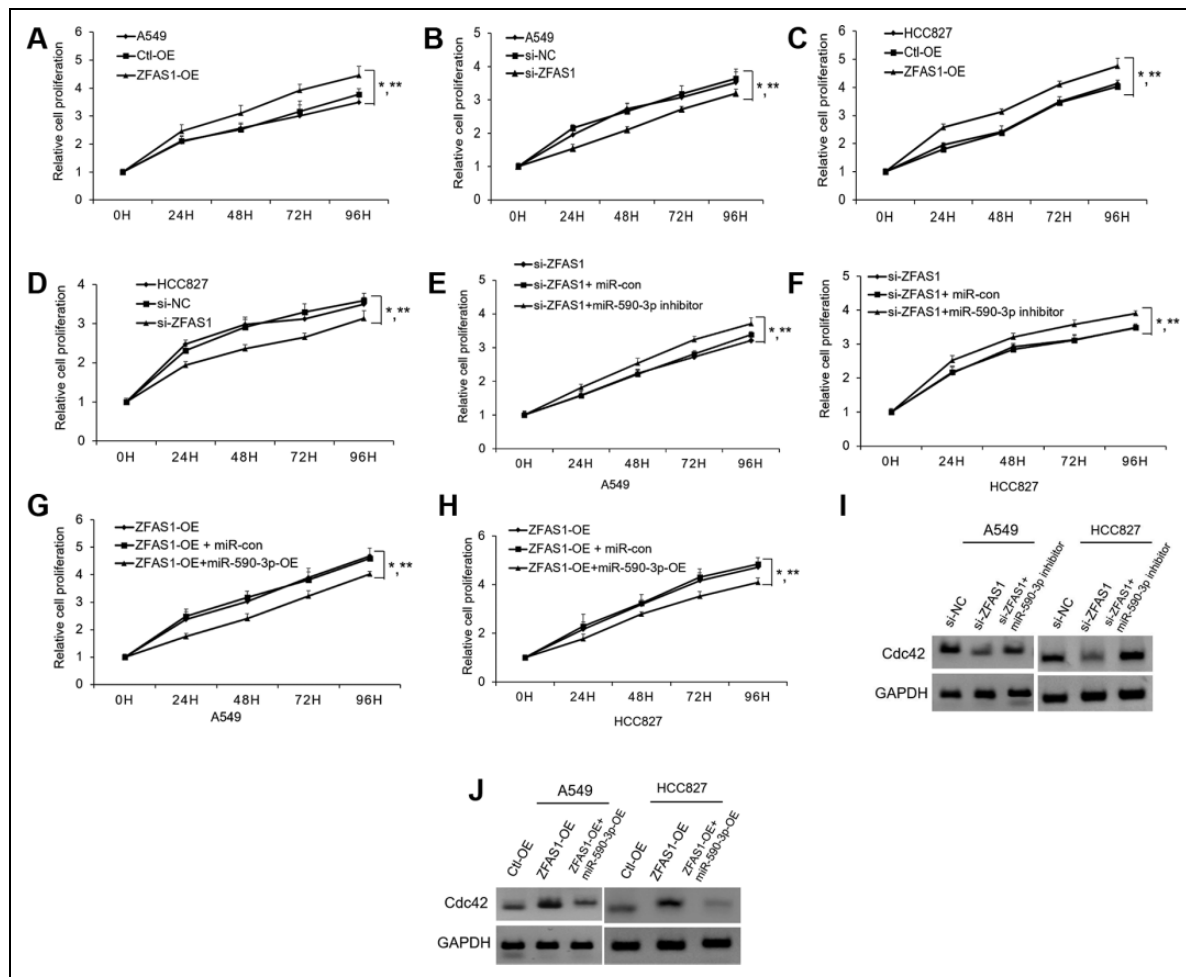 A
A549
Ctl-OE
ZFAS1-OE
Relative cell proliferation
6
5
4
3
2
1
0
*,**
0H 24H 48H 72H 96H
B
A549
si-NC
si-ZFAS1
Relative cell proliferation
5
4
3
2
1
0
*,**
0H 24H 48H 72H 96H
C
HCC827
Ctl-OE
ZFAS1-OE
Relative cell proliferation
6
5
4
3
2
1
0
*,**
0H 24H 48H 72H 96H
D
HCC827
si-NC
si-ZFAS1
Relative cell proliferation
4
3
2
1
0
*,**
0H 24H 48H 72H 96H
E
si-ZFAS1
si-ZFAS1+ miR-con
si-ZFAS1+miR-590-3p inhibitor
Relative cell proliferation
5
4
3
2
1
0
*,**
0H 24H 48H 72H 96H
A549
F
si-ZFAS1
si-ZFAS1+ miR-con
si-ZFAS1+miR-590-3p inhibitor
Relative cell proliferation
5
4
3
2
1
0
*,**
0H 24H 48H 72H 96H
HCC827
G
ZFAS1-OE
ZFAS1-OE + miR-con
ZFAS1-OE+miR-590-3p-OE
Relative cell proliferation
6
5
4
3
2
1
0
*,**
0H 24H 48H 72H 96H
A549
H
ZFAS1-OE
ZFAS1-OE + miR-con
ZFAS1-OE+miR-590-3p-OE
Relative cell proliferation
6
4
2
0
*,**
0H 24H 48H 72H 96H
HCC827
I
A549 HCC827
si-NC
si-ZFAS1
si-ZFAS1+
miR-590-3p inhibitor
si-NC
si-ZFAS1
si-ZFAS1+
miR-590-3p inhibitor
Cdc42
GAPDH
J
A549 HCC827
Ctl-OE
ZFAS1-OE
ZFAS1-OE+
miR-590-3p-OE
Ctl-OE
ZFAS1-OE
ZFAS1-OE+
miR-590-3p-OE
Cdc42
GAPDH